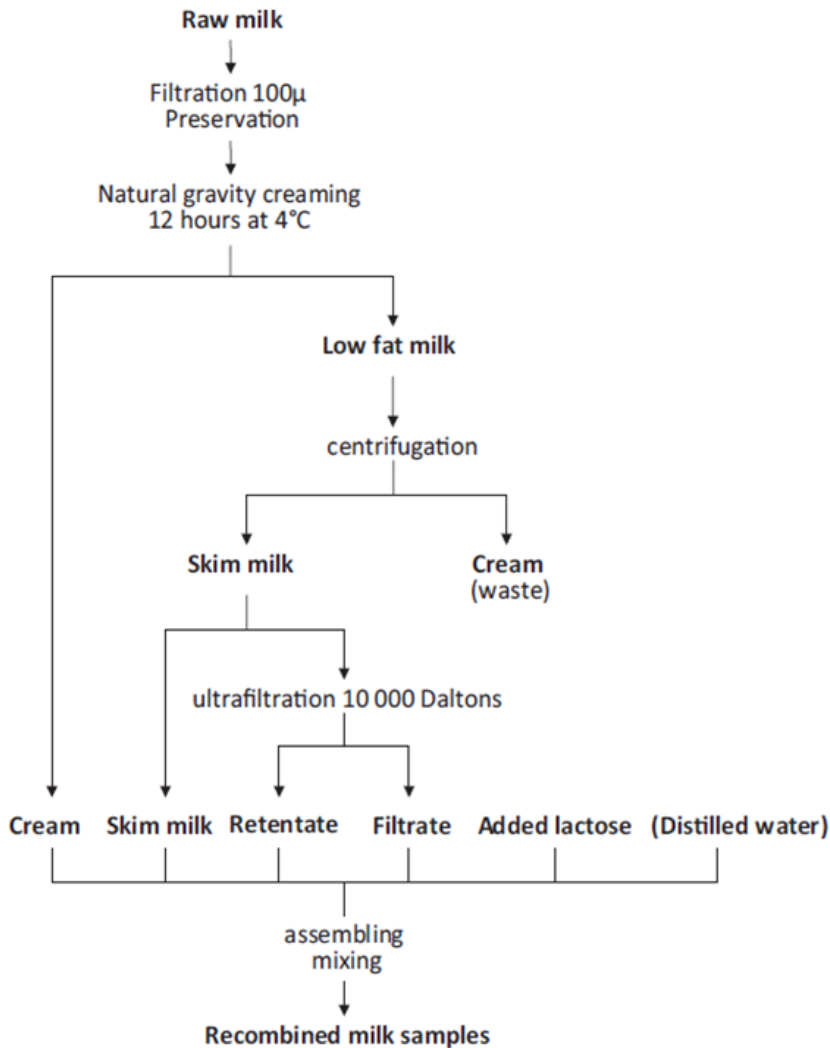 Raw milk
Filtration 100µ
Preservation
Natural gravity creaming
12 hours at 4°C
Low fat milk
centrifugation
Skim milk
Cream
(waste)
ultrafiltration 10 000 Daltons
Cream
Skim milk
Retentate
Filtrate
Added lactose
(Distilled water)
assembling
mixing
Recombined milk samples